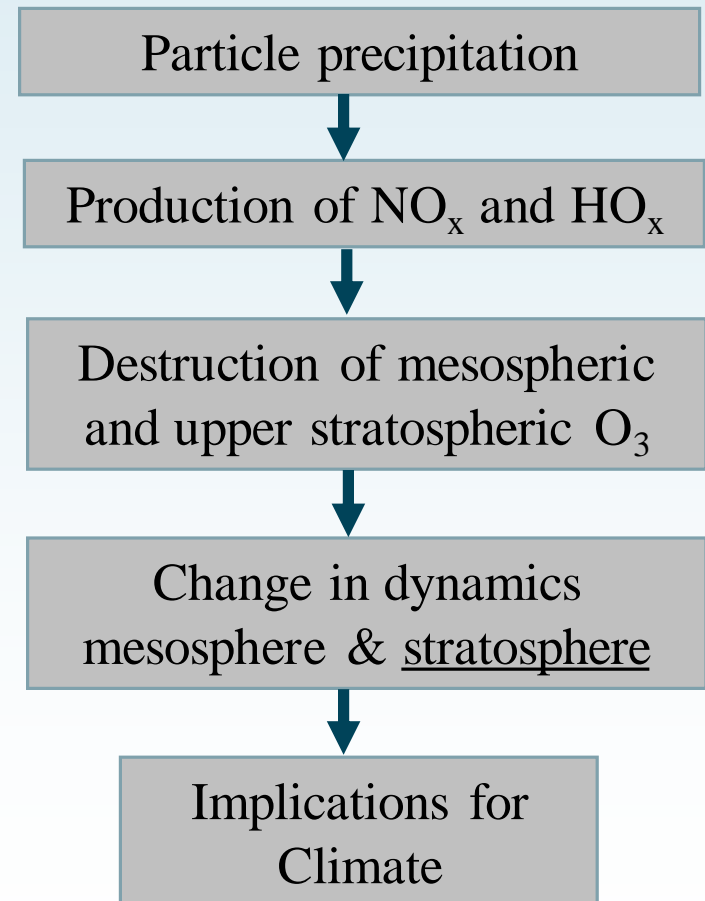 Particle precipitation
Production of NOₓ and HOₓ
Destruction of mesospheric
and upper stratospheric O₃
Change in dynamics
mesosphere & stratosphere
Implications for
Climate